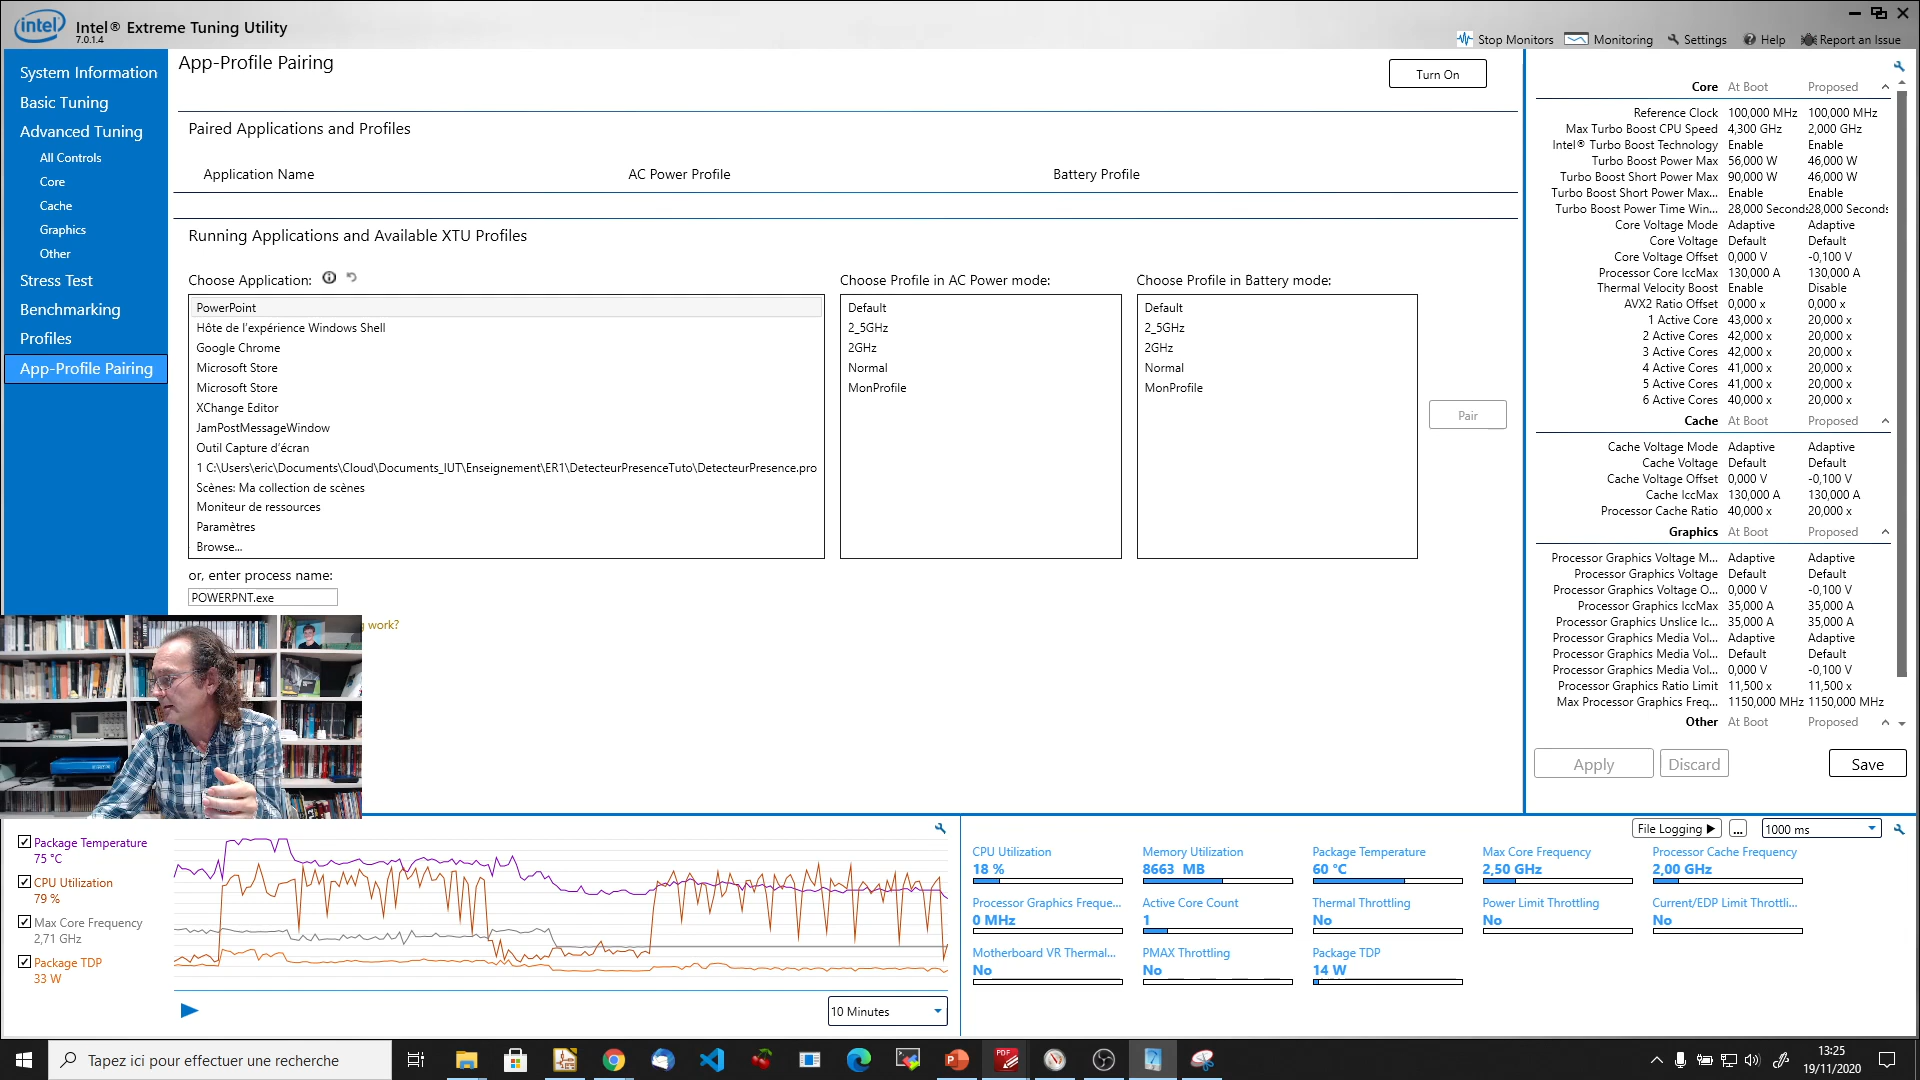 intel
Intel® Extreme Tuning Utility
7.0.1.4
Stop Monitors
Monitoring
Settings
Help
Report an Issue
System Information
Basic Tuning
Advanced Tuning
All Controls
Core
Cache
Graphics
Other
Stress Test
Benchmarking
Profiles
App-Profile Pairing
App-Profile Pairing
Turn On
Paired Applications and Profiles
Application Name
AC Power Profile
Battery Profile
Running Applications and Available XTU Profiles
Choose Application:
PowerPoint
Hôte de l'expérience Windows Shell
Google Chrome
Microsoft Store
Microsoft Store
XChange Editor
JamPostMessageWindow
Outil Capture d'écran
1 C:\Users\eric\Documents\Cloud\Documents_IUT\Enseignement\ER1\DetecteurPresenceTuto\DetecteurPresence.pro
Scènes: Ma collection de scènes
Moniteur de ressources
Paramètres
Browse...
or, enter process name:
POWERPNT.exe
work?
Choose Profile in AC Power mode:
Default
2_5GHz
2GHz
Normal
MonProfile
Choose Profile in Battery mode:
Default
2_5GHz
2GHz
Normal
MonProfile
Pair
Core At Boot Proposed
Reference Clock 100,000 MHz 100,000 MHz
Max Turbo Boost CPU Speed 4,300 GHz 2,000 GHz
Intel® Turbo Boost Technology Enable Enable
Turbo Boost Power Max 56,000 W 46,000 W
Turbo Boost Short Power Max 90,000 W 46,000 W
Turbo Boost Short Power Max... Enable Enable
Turbo Boost Power Time Win... 28,000 Seconds 28,000 Seconds
Core Voltage Mode Adaptive Adaptive
Core Voltage Default Default
Core Voltage Offset 0,000 V -0,100 V
Processor Core IccMax 130,000 A 130,000 A
Thermal Velocity Boost Enable Disable
AVX2 Ratio Offset 0,000 x 0,000 x
1 Active Core 43,000 x 20,000 x
2 Active Cores 42,000 x 20,000 x
3 Active Cores 42,000 x 20,000 x
4 Active Cores 41,000 x 20,000 x
5 Active Cores 41,000 x 20,000 x
6 Active Cores 40,000 x 20,000 x
Cache At Boot Proposed
Cache Voltage Mode Adaptive Adaptive
Cache Voltage Default Default
Cache Voltage Offset 0,000 V -0,100 V
Cache IccMax 130,000 A 130,000 A
Processor Cache Ratio 40,000 x 20,000 x
Graphics At Boot Proposed
Processor Graphics Voltage M... Adaptive Adaptive
Processor Graphics Voltage Default Default
Processor Graphics Voltage O... 0,000 V -0,100 V
Processor Graphics IccMax 35,000 A 35,000 A
Processor Graphics Unslice Ic... 35,000 A 35,000 A
Processor Graphics Media Vol... Adaptive Adaptive
Processor Graphics Media Vol... Default Default
Processor Graphics Media Vol... 0,000 V -0,100 V
Processor Graphics Ratio Limit 11,500 x 11,500 x
Max Processor Graphics Freq... 1150,000 MHz 1150,000 MHz
Other At Boot Proposed
Apply
Discard
Save
Package Temperature
75 °C
CPU Utilization
79 %
Max Core Frequency
2,71 GHz
Package TDP
33 W
10 Minutes
File Logging
...
1000 ms
CPU Utilization
18 %
Memory Utilization
8663 MB
Package Temperature
60 °C
Max Core Frequency
2,50 GHz
Processor Cache Frequency
2,00 GHz
Processor Graphics Freque...
0 MHz
Active Core Count
1
Thermal Throttling
No
Power Limit Throttling
No
Current/EDP Limit Throttli...
No
Motherboard VR Thermal...
No
PMAX Throttling
No
Package TDP
14 W
Tapez ici pour effectuer une recherche
PDF
13:25
19/11/2020